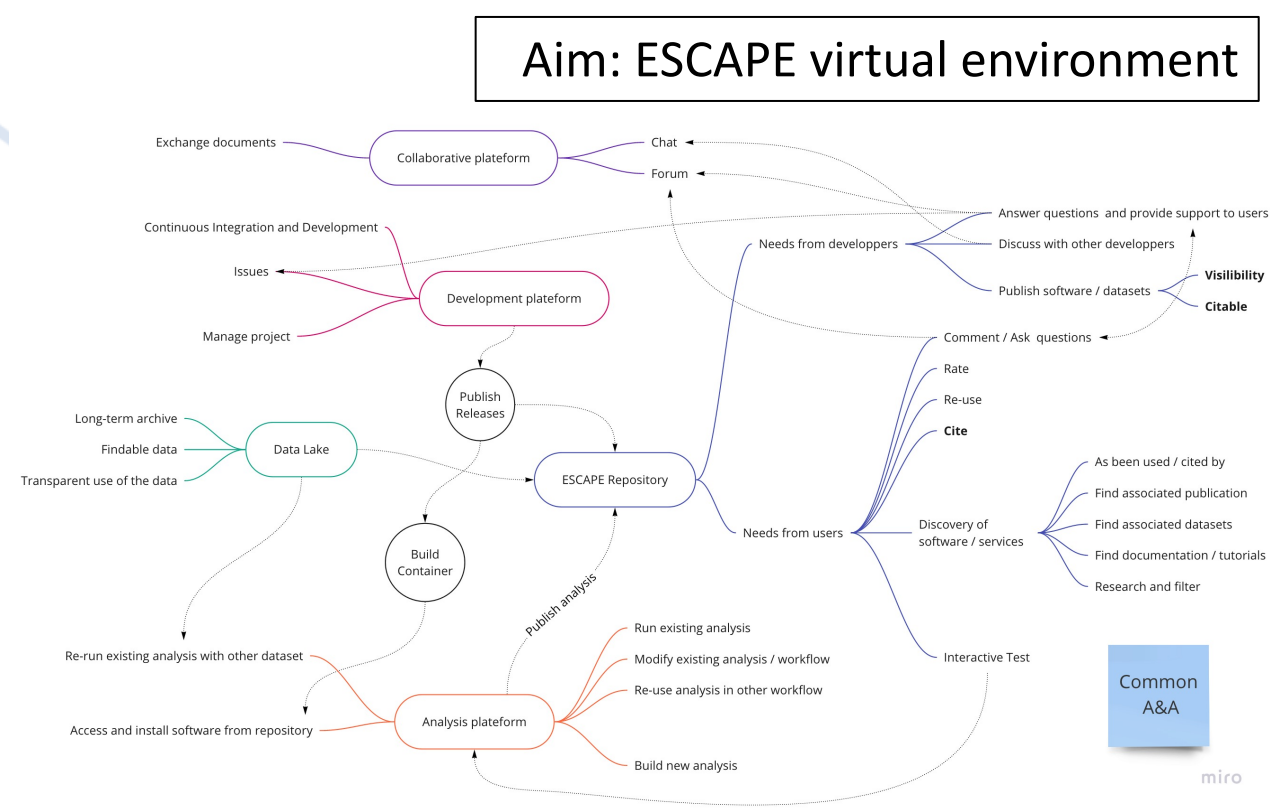 Aim: ESCAPE virtual environment
Exchange documents
Collaborative plateform
Chat
Forum
Continuous Integration and Development
Issues
Manage project
Development plateform
Needs from developpers
Answer questions and provide support to users
Discuss with other developpers
Publish software / datasets
Visilibility
Citable
Publish
Releases
Comment / Ask questions
Rate
Re-use
Cite
Long-term archive
Findable data
Transparent use of the data
Data Lake
ESCAPE Repository
Needs from users
Discovery of
software / services
As been used / cited by
Find associated publication
Find associated datasets
Find documentation / tutorials
Research and filter
Build
Container
Publish analysis
Interactive Test
Re-run existing analysis with other dataset
Access and install software from repository
Analysis plateform
Run existing analysis
Modify existing analysis / workflow
Re-use analysis in other workflow
Build new analysis
Common
A&A
miro